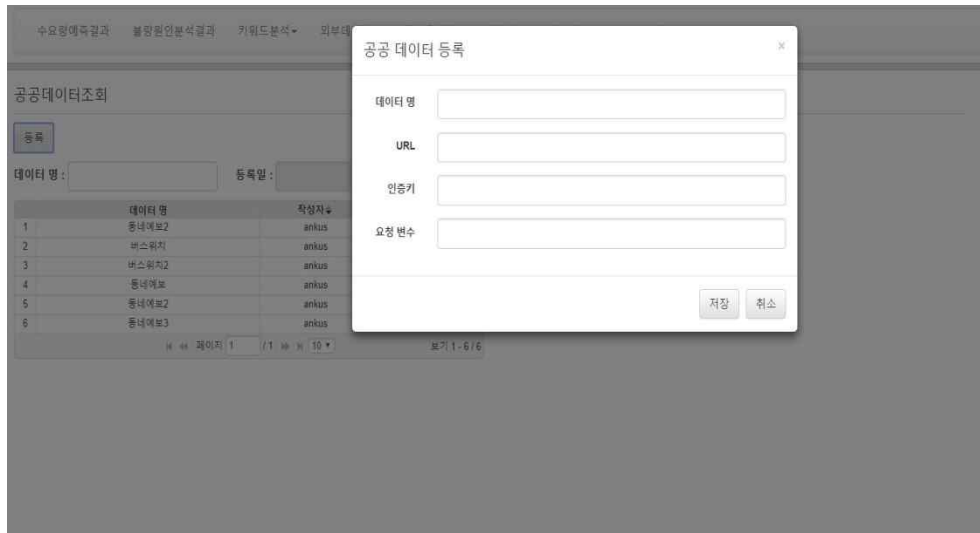 수요량예측결과 불량원인분석결과 키워드분석 외부데
공공 데이터 등록 ×
데이터 명
URL
인증키
요청 변수
저장 취소
공공데이터조회
등록
데이터 명 : 등록일 :
데이터 명 작성자
1 동네예보2 ankus
2 버스위치 ankus
3 버스위치2 ankus
4 동네예보 ankus
5 동네예보2 ankus
6 동네예보3 ankus
페이지 1 / 1 10 보기 1 - 6 / 6